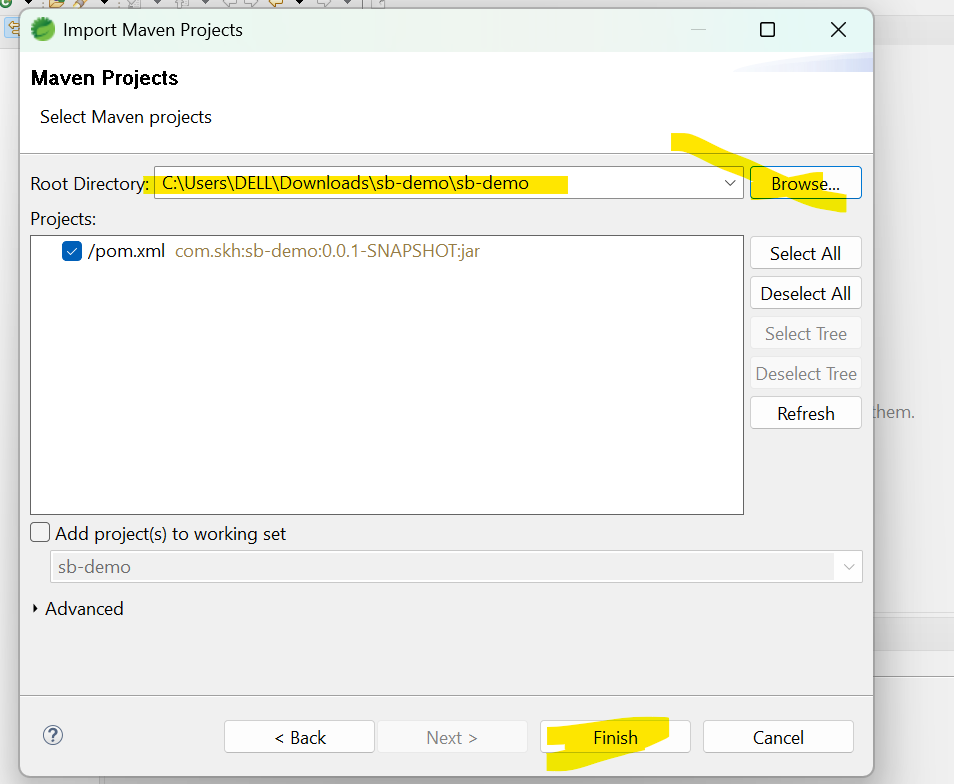 Import Maven Projects
Maven Projects
Select Maven projects
Root Directory: C:\Users\DELL\Downloads\sb-demo\sb-demo Browse...
Projects:
/pom.xml com.skh:sb-demo:0.0.1-SNAPSHOT:jar
Select All
Deselect All
Select Tree
Deselect Tree
Refresh
them.
Add project(s) to working set
sb-demo
Advanced
? < Back Next > Finish Cancel